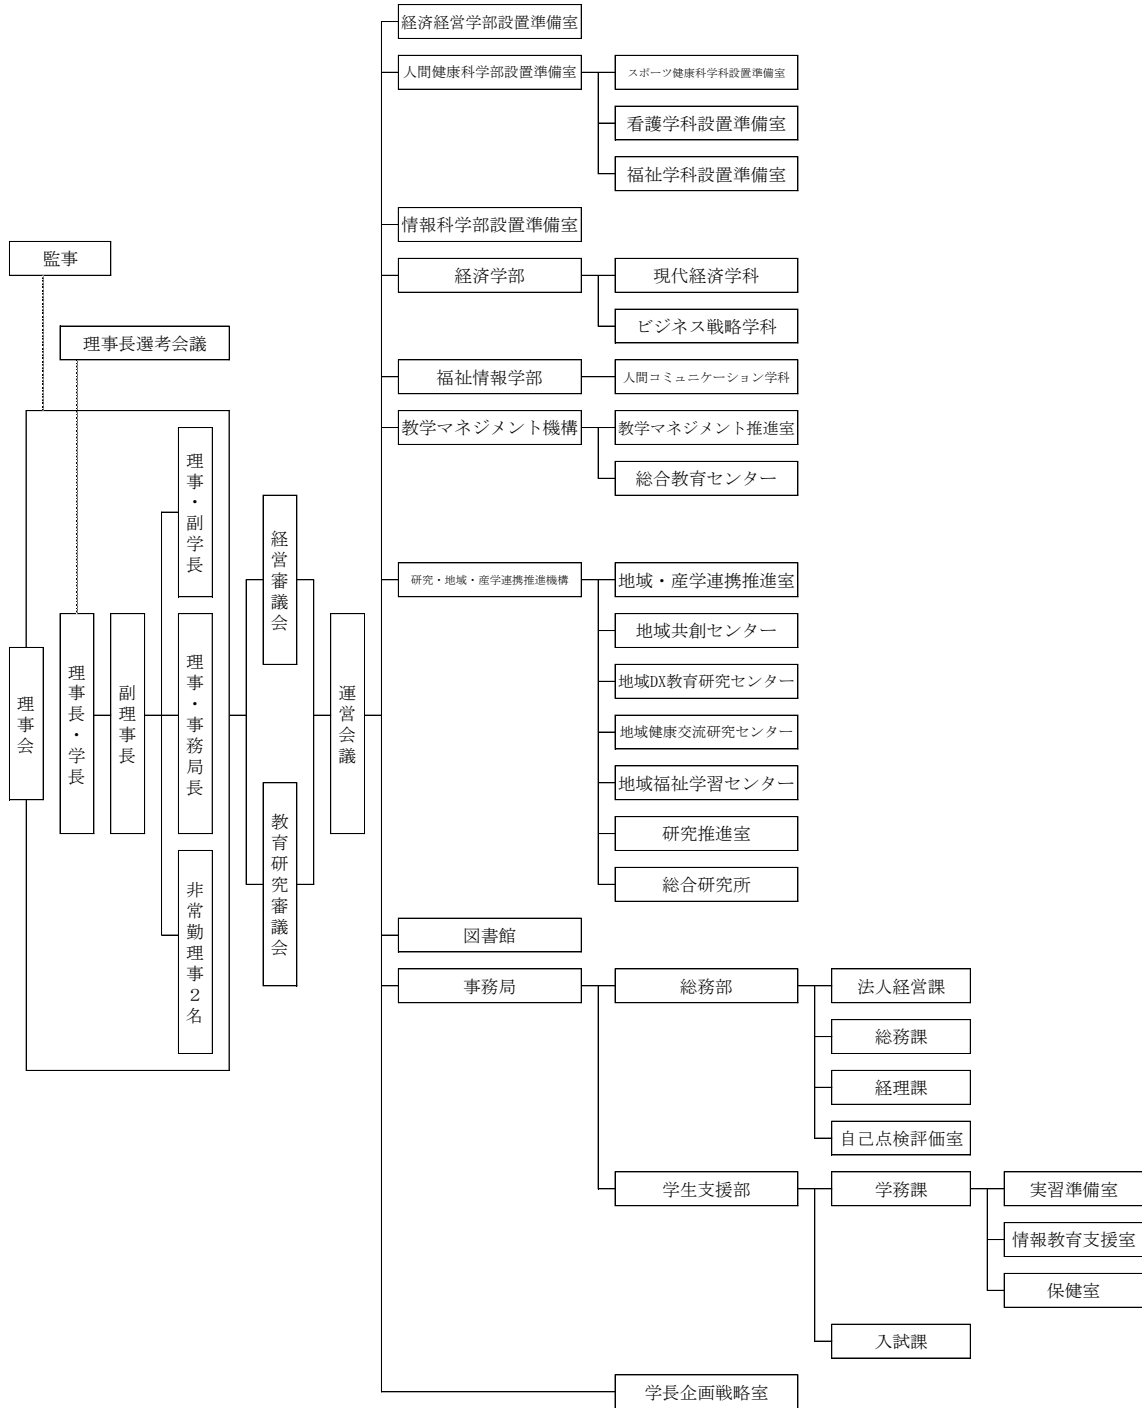 監事
理事長選考会議
理事会
理事長・学長
副理事長
理事・副学長
理事・事務局長
非常勤理事２名
経営審議会
教育研究審議会
運営会議
経済経営学部設置準備室
人間健康科学部設置準備室
スポーツ健康科学科設置準備室
看護学科設置準備室
福祉学科設置準備室
情報科学部設置準備室
経済学部
現代経済学科
ビジネス戦略学科
福祉情報学部
人間コミュニケーション学科
教学マネジメント機構
教学マネジメント推進室
総合教育センター
研究・地域・産学連携推進機構
地域・産学連携推進室
地域共創センター
地域DX教育研究センター
地域健康交流研究センター
地域福祉学習センター
研究推進室
総合研究所
図書館
事務局
総務部
法人経営課
総務課
経理課
自己点検評価室
学生支援部
学務課
実習準備室
情報教育支援室
保健室
入試課
学長企画戦略室